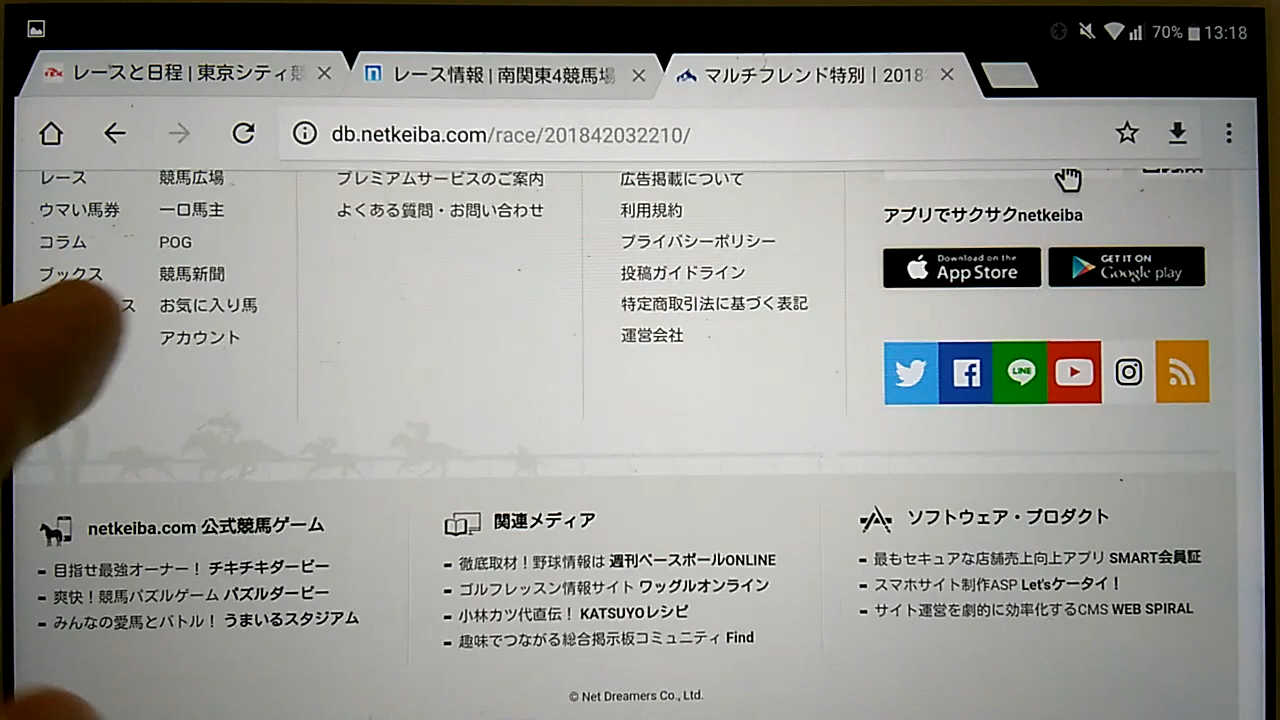 70% 13:18
レースと日程 | 東京シティ競
レース情報 | 南関東4競馬場
マルチフレンド特別 | 2018
db.netkeiba.com/race/201842032210/
レース
ウマい馬券
コラム
ブックス
ス
競馬広場
一口馬主
POG
競馬新聞
お気に入り馬
アカウント
プレミアムサービスのご案内
よくある質問・お問い合わせ
広告掲載について
利用規約
プライバシーポリシー
投稿ガイドライン
特定商取引法に基づく表記
運営会社
アプリでサクサクnetkeiba
Download on the
App Store
GET IT ON
Google play
LINE
netkeiba.com 公式競馬ゲーム
目指せ最強オーナー！ チキチキダービー
爽快！競馬パズルゲーム パズルダービー
みんなの愛馬とバトル！ うまいるスタジアム
関連メディア
徹底取材！野球情報は 週刊ベースボールONLINE
ゴルフレッスン情報サイト ワッグルオンライン
小林カツ代直伝！ KATSUYOレシピ
趣味でつながる総合掲示板コミュニティ Find
ソフトウェア・プロダクト
最もセキュアな店舗売上向上アプリ SMART会員証
スマホサイト制作ASP Let'sケータイ！
サイト運営を劇的に効率化するCMS WEB SPIRAL
© Net Dreamers Co., Ltd.